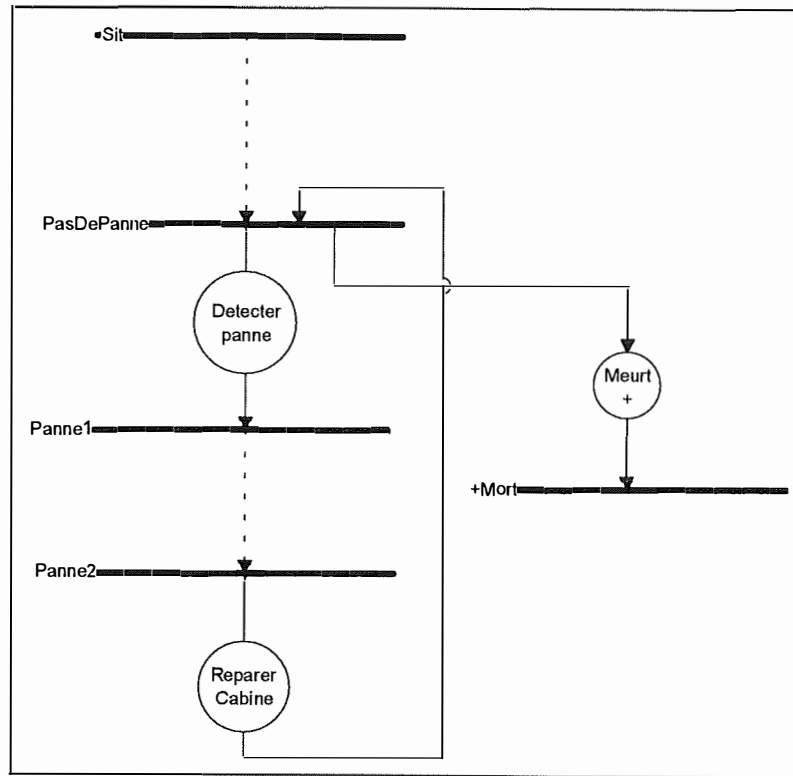 •Sit
PasDePanne
Detecter
panne
Meurt
+
Panne1
+Mort
Panne2
Reparer
Cabine